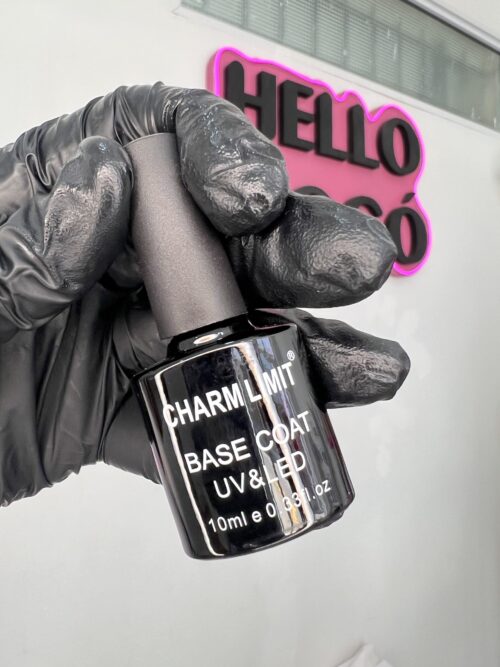 HELLO
CHARM LIMIT®
BASE COAT
UV&LED
10ml e 0.33fl.oz